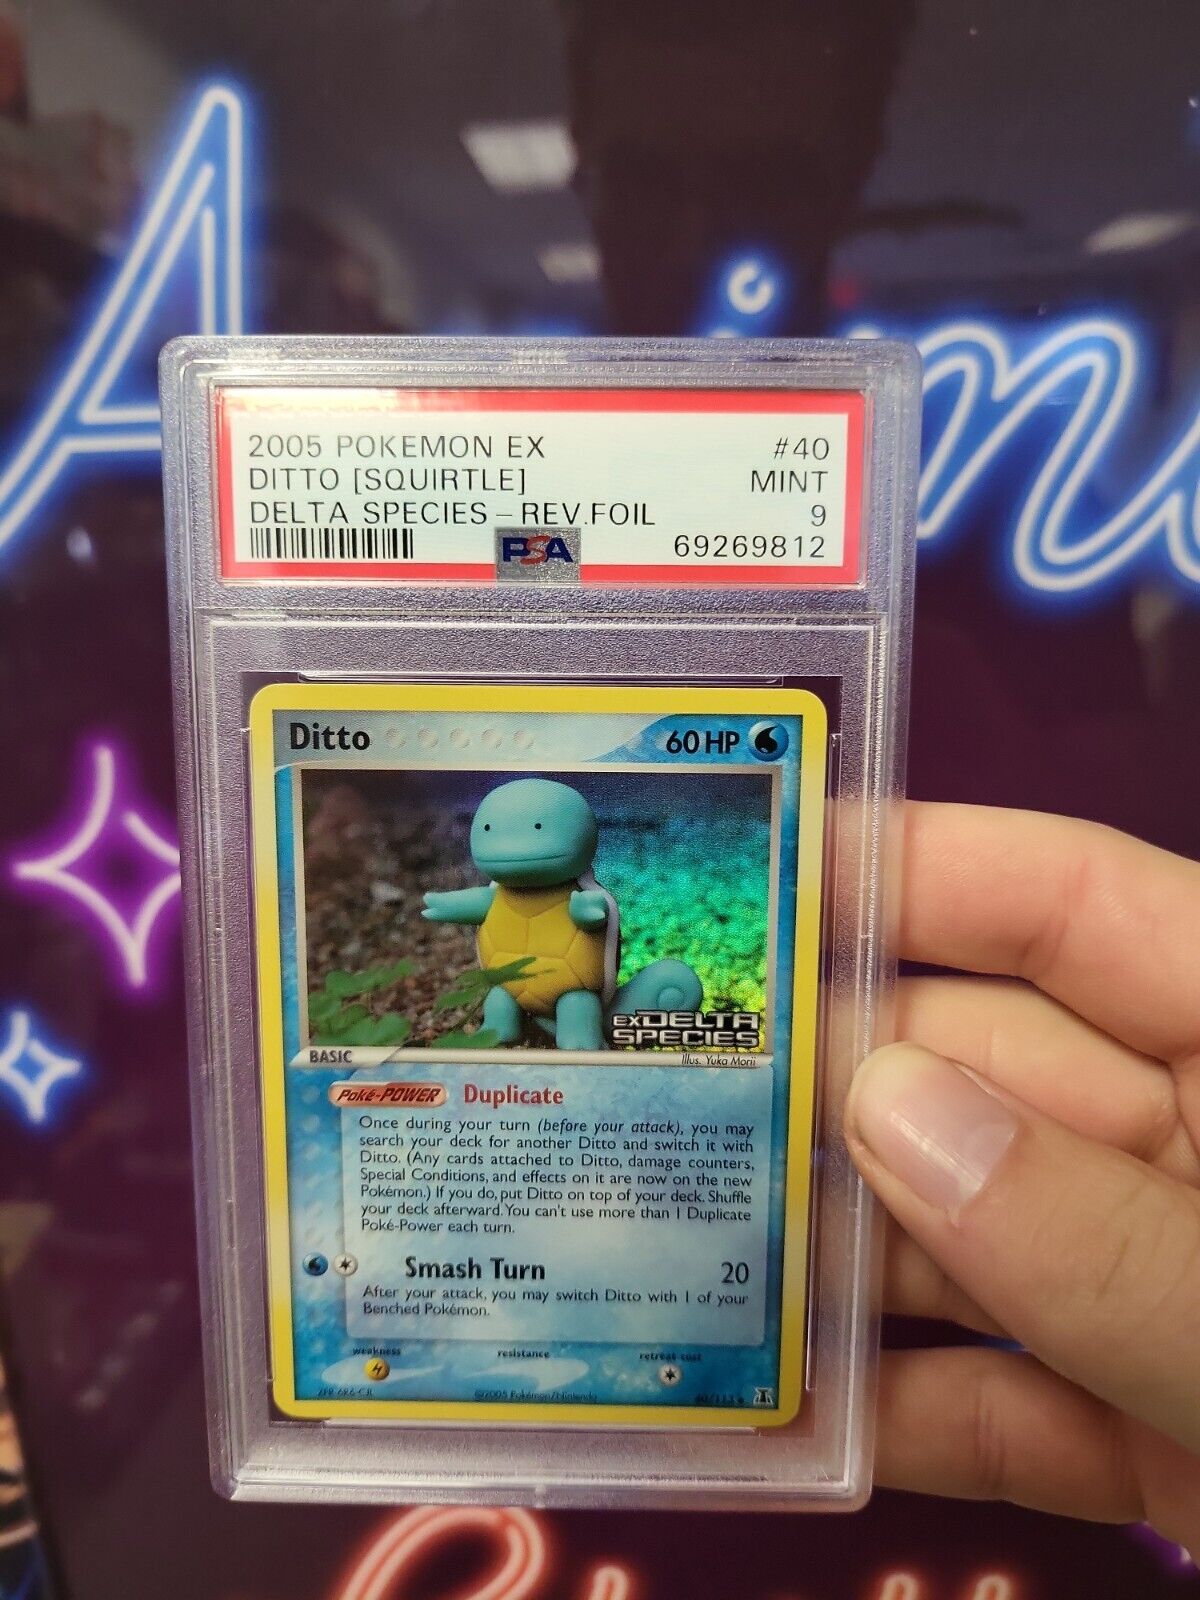 2005 POKEMON EX #40
DITTO [SQUIRTLE] MINT
DELTA SPECIES – REV.FOIL 9
PSA 69269812
Ditto 60 HP
EX DELTA
SPECIES
BASIC
Illus. Yuka Morii
Poké-POWER Duplicate
Once during your turn (before your attack), you may
search your deck for another Ditto and switch it with
Ditto. (Any cards attached to Ditto, damage counters,
Special Conditions, and effects on it are now on the new
Pokémon.) If you do, put Ditto on top of your deck. Shuffle
your deck afterward. You can't use more than 1 Duplicate
Poké-Power each turn.
Smash Turn 20
After your attack, you may switch Ditto with 1 of your
Benched Pokémon.
weakness resistance retreat cost
©2005 Pokémon/Nintendo 40/113